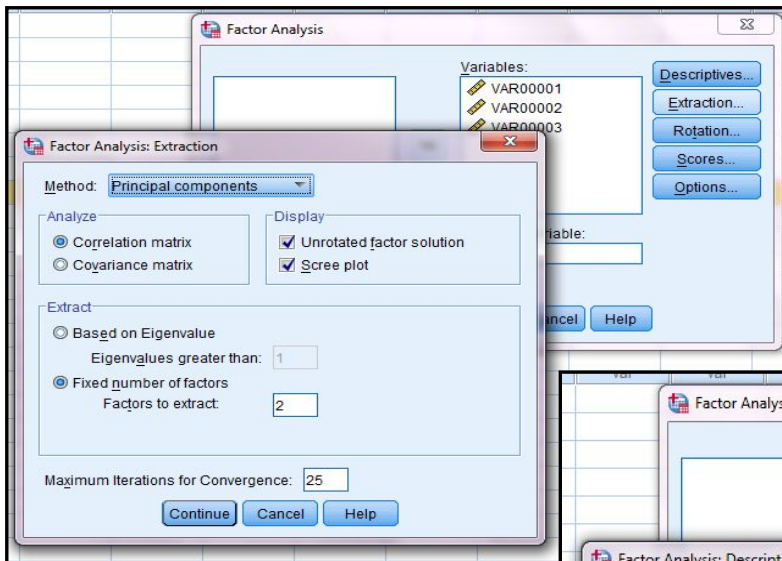 Factor Analysis
Variables:
VAR00001
VAR00002
VAR00003
Descriptives...
Extraction...
Rotation...
Scores...
Options...
riable:
ancel
Help
Factor Analysis: Extraction
Method: Principal components
Analyze
Correlation matrix
Covariance matrix
Display
Unrotated factor solution
Scree plot
Extract
Based on Eigenvalue
Eigenvalues greater than: 1
Fixed number of factors
Factors to extract: 2
Maximum Iterations for Convergence: 25
Continue Cancel Help
Factor Analys
Factor Analysis: Descript